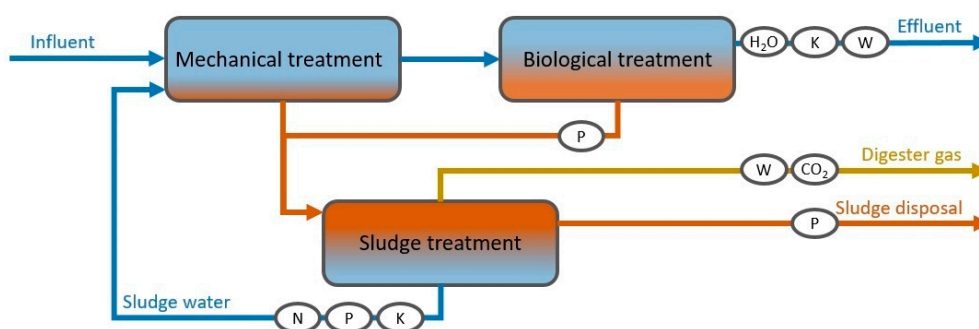 Influent
Mechanical treatment
Biological treatment
H₂O
K
W
Effluent
P
Digester gas
W
CO₂
Sludge disposal
P
Sludge treatment
Sludge water
N
P
K